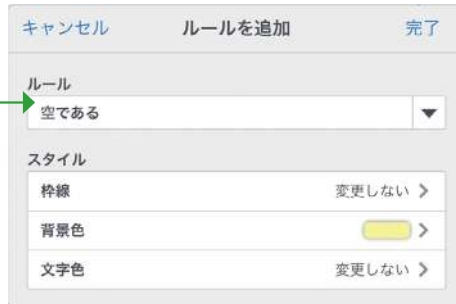 キャンセル ルールを追加 完了
ルール
空である
スタイル
枠線 変更しない
背景色
文字色 変更しない